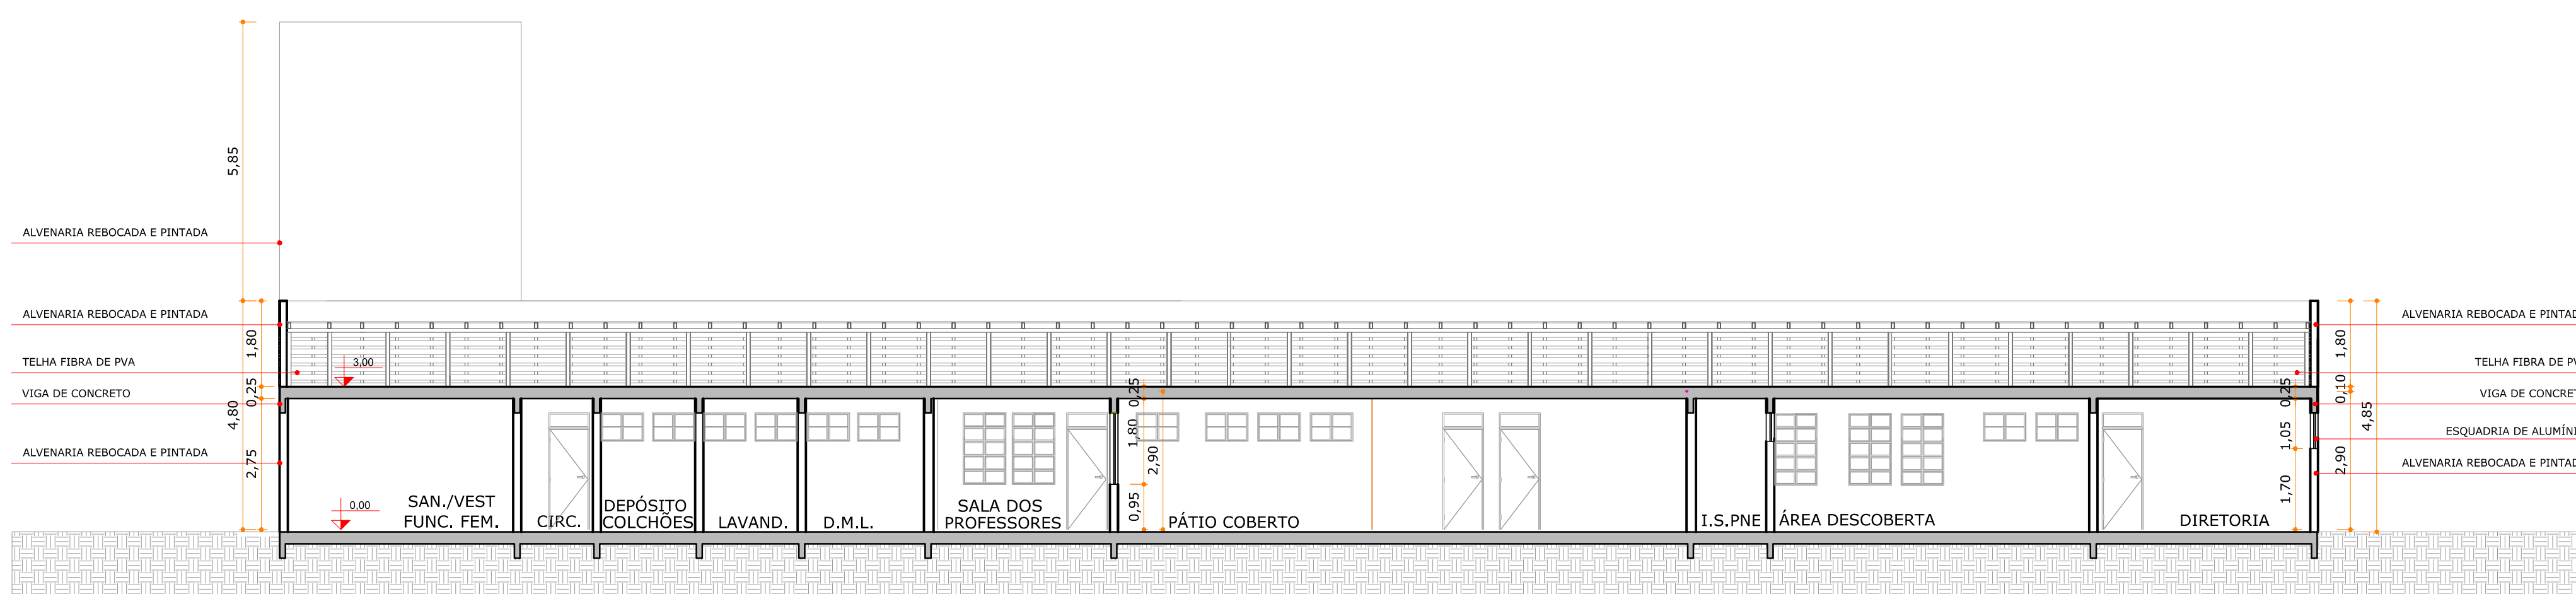 5,85
ALVENARIA REBOCADA E PINTADA
ALVENARIA REBOCADA E PINTADA
TELHA FIBRA DE PVA
VIGA DE CONCRETO
ALVENARIA REBOCADA E PINTADA
1,80
0,25
4,80
2,75
3,00
0,00
SAN./VEST
FUNC. FEM.
CIRC.
DEPÓSITO
COLCHÕES
LAVAND.
D.M.L.
SALA DOS
PROFESSORES
0,25
1,80
2,90
0,95
PÁTIO COBERTO
I.S.PNE
ÁREA DESCOBERTA
DIRETORIA
0,25
1,05
1,70
1,80
0,10
2,90
4,85
ALVENARIA REBOCADA E PINTAD
TELHA FIBRA DE PV
VIGA DE CONCRET
ESQUADRIA DE ALUMÍNI
ALVENARIA REBOCADA E PINTAD